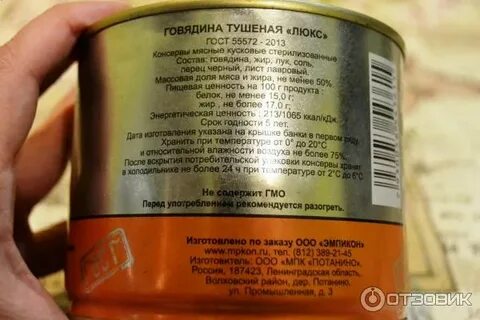 ГОВЯДИНА ТУШЕНАЯ «ЛЮКС»
ГОСТ 55572 - 2013
Консервы мясные кусковые стерилизованные
Состав: говядина, жир, лук, соль,
перец черный, лист лавровый.
Массовая доля мяса и жира, не менее 50%
Пищевая ценность на 100 г продукта :
белок, не менее 15,0 г;
жир , не более 17,0 г;
Энергетическая ценность : 213/1065 ккал/кДж
Срок годности 5 лет.
Дата изготовления указана на крышке банки в первом ряду
Хранить при температуре от 0° до 20°C
и относительной влажности воздуха не более 75%.
После вскрытия потребительской упаковки консервы хранят
в холодильнике не более 24 ч при температуре от 2°C до 6°C
Не содержит ГМО
Перед употреблением рекомендуется разогреть.
Изготовлено по заказу ООО «ЭМПИКОН»
www.mpkon.ru, (812) 389-21-45
Изготовитель: ООО «МПК «ПОТАНИНО»
Россия, 187423, Ленинградская область,
Волховский район, дер. Потанино,
ул. Промышленная, д. 3
ОТЗОВИК